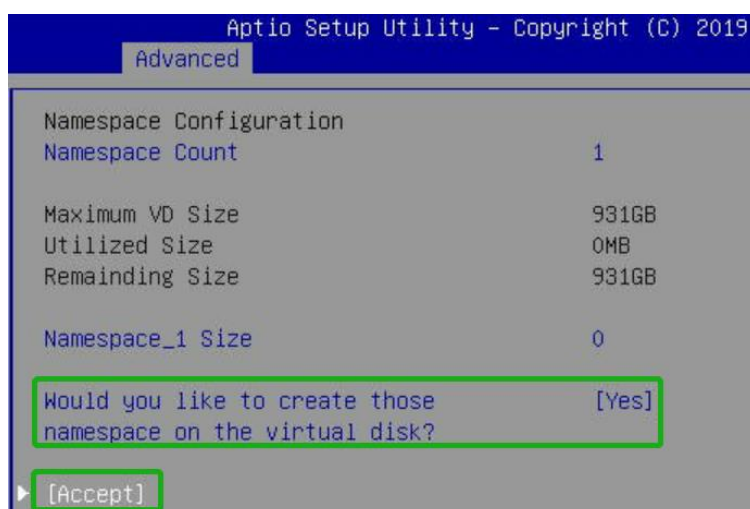 Aptio Setup Utility – Copyright (C) 2019
Advanced
Namespace Configuration
Namespace Count 1
Maximum VD Size 931GB
Utilized Size 0MB
Remainding Size 931GB
Namespace_1 Size 0
Would you like to create those [Yes]
namespace on the virtual disk?
[Accept]